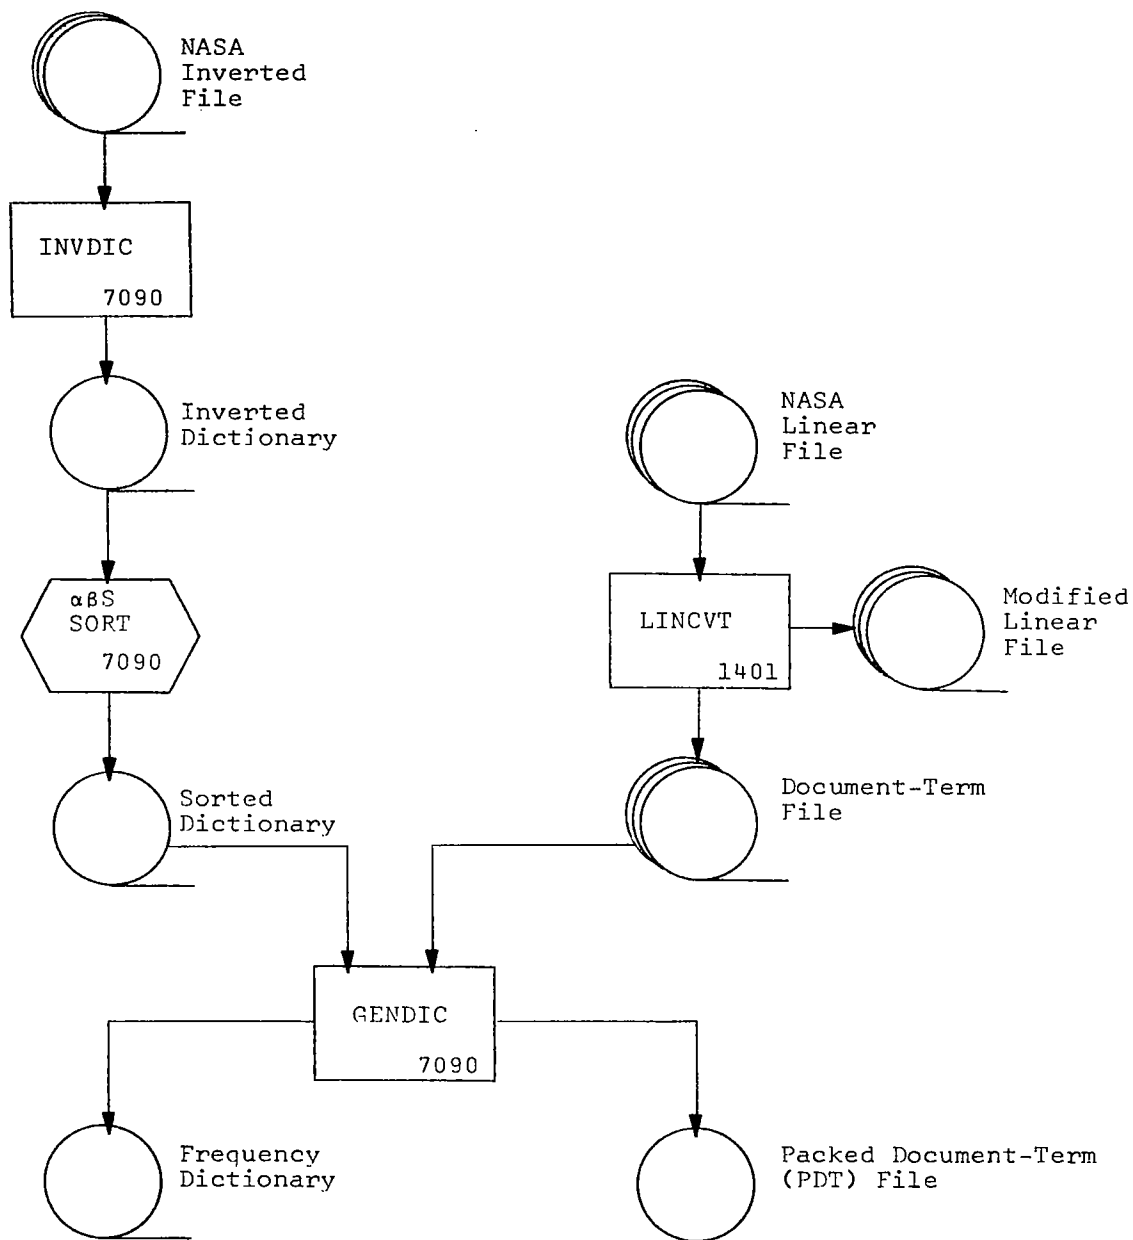 NASA
Inverted
File
INVDIC
7090
Inverted
Dictionary
NASA
Linear
File
αβS
SORT
7090
LINCVT
1401
Modified
Linear
File
Sorted
Dictionary
Document-Term
File
GENDIC
7090
Frequency
Dictionary
Packed Document-Term
(PDT) File